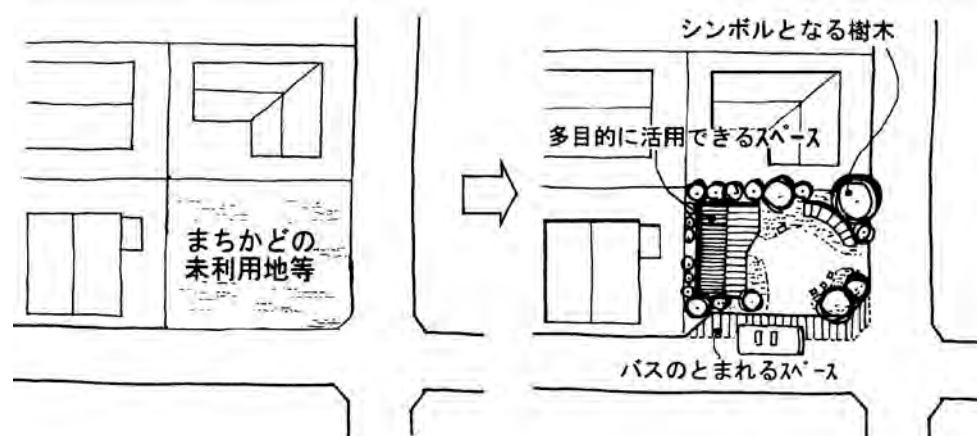 シンボルとなる樹木
多目的に活用できるスペース
まちかどの
未利用地等
バスのとまれるスペース